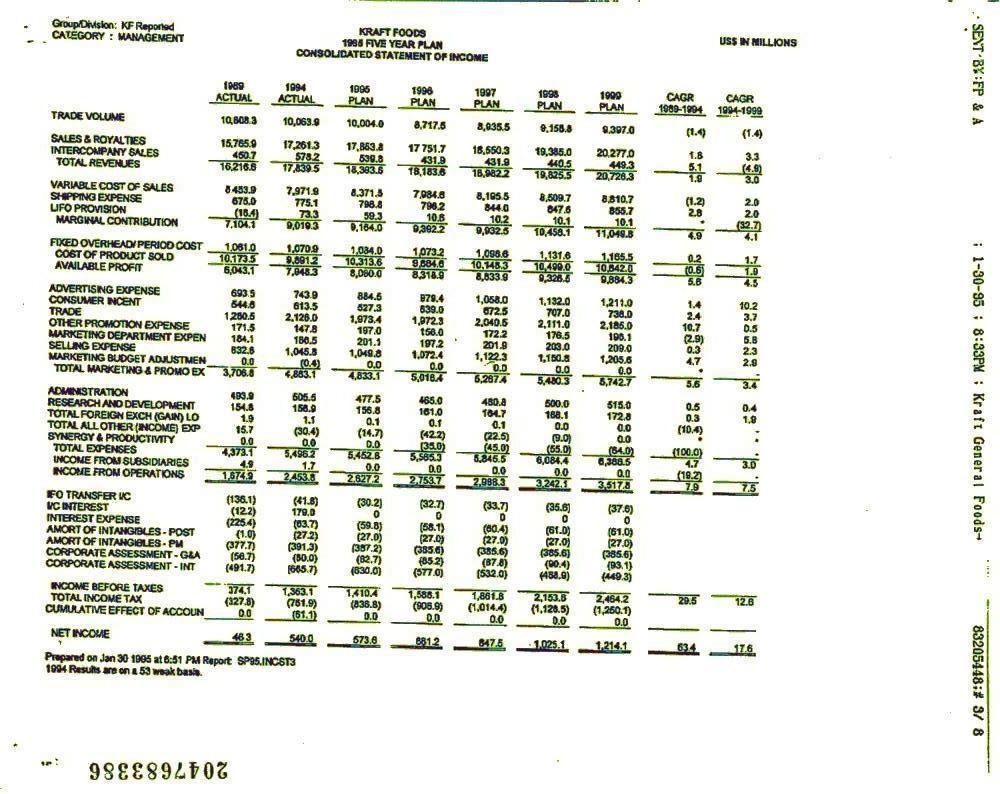 Group/Division: KF Reported
CATEGORY : MANAGEMENT
KRAFT FOODS
1995 FIVE YEAR PLAN
CONSOLIDATED STATEMENT OF INCOME
US$ IN MILLIONS
1989 ACTUAL 1994 ACTUAL 1995 PLAN 1996 PLAN 1997 PLAN 1998 PLAN 1999 PLAN CAGR 1989-1994 CAGR 1994-1999
TRADE VOLUME 10,808.3 10,063.9 10,004.0 8,717.5 8,935.5 9,158.8 9,397.0 (1.4) (1.4)
SALES & ROYALTIES 15,765.9 17,261.3 17,853.8 17 751.7 18,550.3 19,385.0 20,277.0 1.8 3.3
INTERCOMPANY SALES 450.7 578.2 539.8 431.9 431.9 440.5 449.3 5.1 (4.9)
TOTAL REVENUES 16,216.6 17,839.5 18,393.6 18,183.6 18,982.2 19,825.5 20,726.3 1.9 3.0
VARIABLE COST OF SALES 8 453.9 7,971.9 8,371.5 7,984.6 8,195.5 8,509.7 8,810.7 (1.2) 2.0
SHIPPING EXPENSE 675.0 775.1 798.8 796.2 844.0 847.6 855.7 2.8 2.0
LIFO PROVISION (16.4) 73.3 59.3 10.6 10.2 10.1 10.1 (32.7)
MARGINAL CONTRIBUTION 7,104.1 9,019.3 9,164.0 9,392.2 9,932.5 10,458.1 11,049.8 4.9 4.1
FIXED OVERHEAD/PERIOD COST 1,061.0 1,070.9 1,084.0 1,073.2 1,098.6 1,131.6 1,165.5 0.2 1.7
COST OF PRODUCT SOLD 10,173.5 9,891.2 10,313.6 9,864.6 10,148.3 10,499.0 10,842.0 (0.6) 1.9
AVAILABLE PROFIT 6,043.1 7,948.3 8,080.0 8,318.9 8,833.9 9,326.5 9,884.3 5.6 4.5
ADVERTISING EXPENSE 693.5 743.9 884.5 979.4 1,058.0 1,132.0 1,211.0 1.4 10.2
CONSUMER INCENT 544.6 613.5 527.3 639.0 672.5 707.0 738.0 2.4 3.7
TRADE 1,280.5 2,126.0 1,973.4 1,972.3 2,040.5 2,111.0 2,185.0 10.7 0.5
OTHER PROMOTION EXPENSE 171.5 147.8 197.0 158.0 172.2 176.5 196.1 (2.9) 5.8
MARKETING DEPARTMENT EXPEN 184.1 186.5 201.1 197.2 201.9 203.0 209.0 0.3 2.3
SELLING EXPENSE 832.6 1,045.8 1,049.8 1,072.4 1,122.3 1,150.8 1,205.6 4.7 2.9
MARKETING BUDGET ADJUSTMEN 0.0 (0.4) 0.0 0.0 0.0 0.0 0.0
TOTAL MARKETING & PROMO EX 3,706.8 4,863.1 4,833.1 5,018.4 5,267.4 5,480.3 5,742.7 5.6 3.4
ADMINISTRATION 493.9 505.5 477.5 465.0 480.8 500.0 515.0 0.5 0.4
RESEARCH AND DEVELOPMENT 154.8 156.9 156.8 161.0 164.7 168.1 172.8 0.3 1.9
TOTAL FOREIGN EXCH (GAIN) LO 1.9 1.1 0.1 0.1 0.1 0.0 0.0 (10.4) -
TOTAL ALL OTHER (INCOME) EXP 15.7 (30.4) (14.7) (42.2) (22.5) (9.0) 0.0 * -
SYNERGY & PRODUCTIVITY 0.0 0.0 0.0 (35.0) (45.0) (55.0) (64.0) (100.0)
TOTAL EXPENSES 4,373.1 5,496.2 5,452.8 5,565.3 5,845.5 6,084.4 6,366.5 4.7 3.0
INCOME FROM SUBSIDIARIES 4.9 1.7 0.0 0.0 0.0 0.0 0.0 (19.2) -
INCOME FROM OPERATIONS 1,674.9 2,453.8 2,627.2 2,753.7 2,988.3 3,242.1 3,517.8 7.9 7.5
IFO TRANSFER I/C (136.1) (41.8) (30.2) (32.7) (33.7) (35.6) (37.6)
I/C INTEREST (12.2) 179.0 0 0 0 0 0
INTEREST EXPENSE (225.4) (63.7) (59.8) (58.1) (60.4) (61.0) (61.0)
AMORT OF INTANGIBLES - POST (1.0) (27.2) (27.0) (27.0) (27.0) (27.0) (27.0)
AMORT OF INTANGIBLES - PM (377.7) (391.3) (387.2) (385.6) (385.6) (385.6) (385.6)
CORPORATE ASSESSMENT - G&A (56.7) (80.0) (82.7) (85.2) (87.8) (90.4) (93.1)
CORPORATE ASSESSMENT - INT (491.7) (665.7) (630.0) (577.0) (532.0) (488.9) (449.3)
INCOME BEFORE TAXES 374.1 1,363.1 1,410.4 1,588.1 1,861.8 2,153.6 2,464.2 29.5 12.6
TOTAL INCOME TAX (327.8) (761.9) (836.8) (906.9) (1,014.4) (1,128.5) (1,250.1)
CUMULATIVE EFFECT OF ACCOUN 0.0 (61.1) 0.0 0.0 0.0 0.0 0.0
NET INCOME 46.3 540.0 573.6 681.2 847.5 1,025.1 1,214.1 63.4 17.6
Prepared on Jan 30 1995 at 6:51 PM Report: SP95.INCST3
1994 Results are on a 53 week basis.
SENT BY:FP & A ; 1-30-95 ; 8:33PM ; Kraft General Foods→ 83205448;# 3/ 8
2047683386